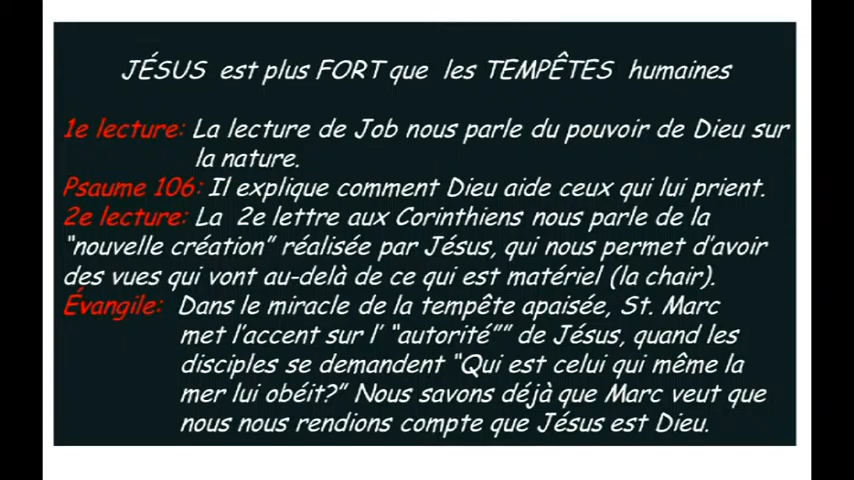 JÉSUS est plus FORT que les TEMPÊTES humaines
1e lecture: La lecture de Job nous parle du pouvoir de Dieu sur
la nature.
Psaume 106: Il explique comment Dieu aide ceux qui lui prient.
2e lecture: La 2e lettre aux Corinthiens nous parle de la
“nouvelle création” réalisée par Jésus, qui nous permet d’avoir
des vues qui vont au-delà de ce qui est matériel (la chair).
Évangile: Dans le miracle de la tempête apaisée, St. Marc
met l’accent sur l’ “autorité”” de Jésus, quand les
disciples se demandent “Qui est celui qui même la
mer lui obéit?” Nous savons déjà que Marc veut que
nous nous rendions compte que Jésus est Dieu.